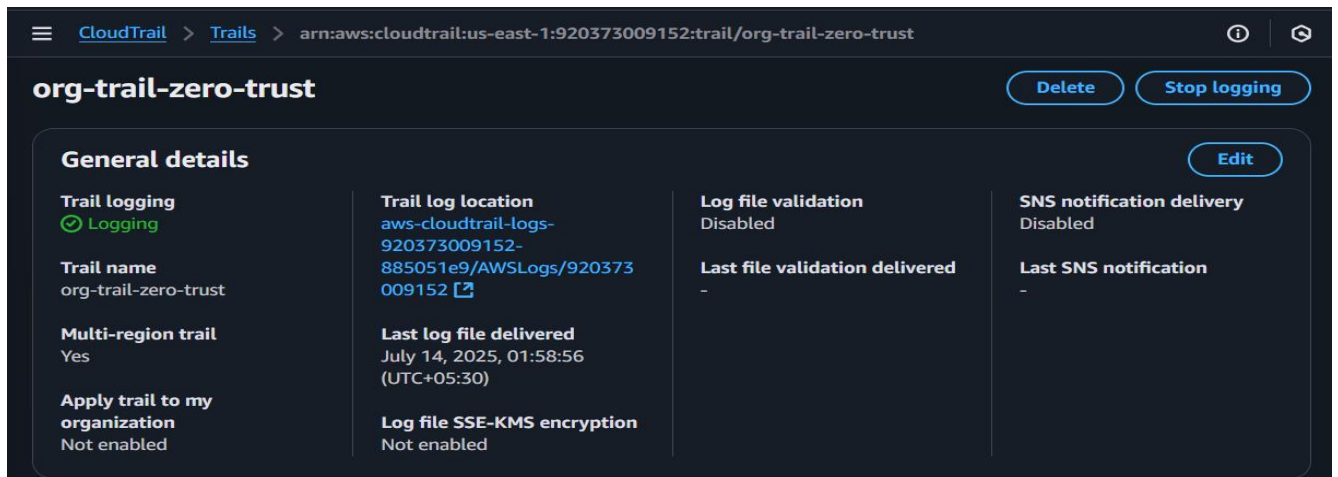 CloudTrail > Trails > arn:aws:cloudtrail:us-east-1:920373009152:trail/org-trail-zero-trust
org-trail-zero-trust
Delete
Stop logging
General details
Edit
Trail logging
Logging
Trail name
org-trail-zero-trust
Multi-region trail
Yes
Apply trail to my
organization
Not enabled
Trail log location
aws-cloudtrail-logs-
920373009152-
885051e9/AWSLogs/920373
009152
Last log file delivered
July 14, 2025, 01:58:56
(UTC+05:30)
Log file SSE-KMS encryption
Not enabled
Log file validation
Disabled
Last file validation delivered
-
SNS notification delivery
Disabled
Last SNS notification
-